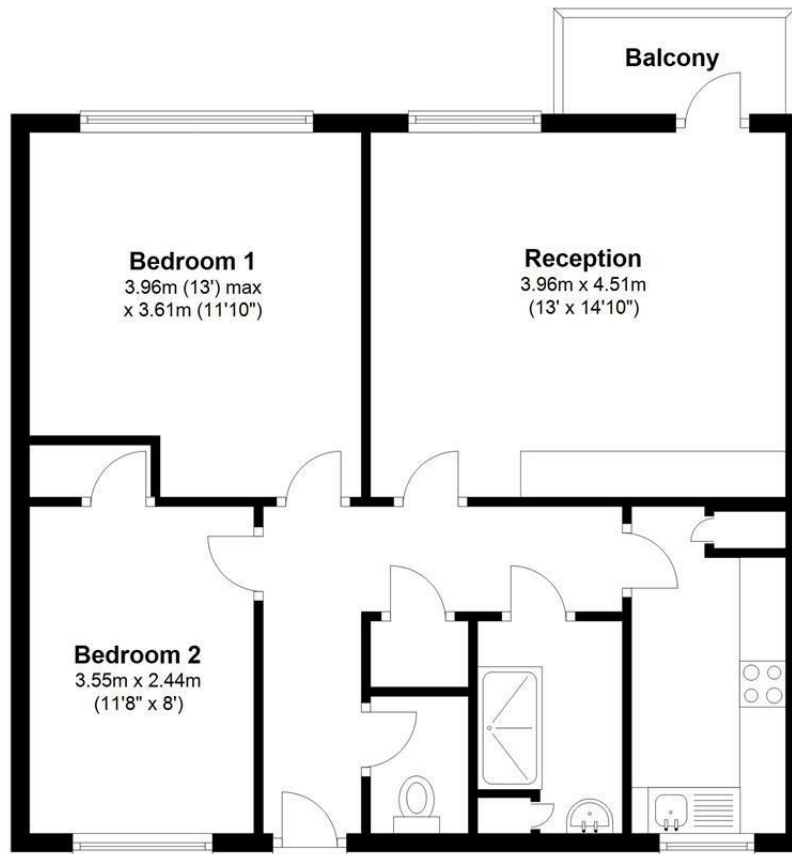 Balcony
Bedroom 1
3.96m (13') max
x 3.61m (11'10")
Reception
3.96m x 4.51m
(13' x 14'10")
Bedroom 2
3.55m x 2.44m
(11'8" x 8')